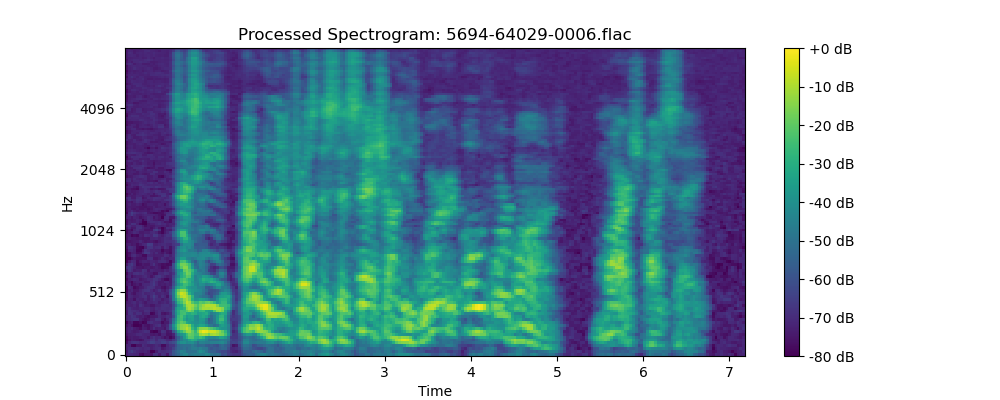 Processed Spectrogram: 5694-64029-0006.flac
Hz
4096
2048
1024
512
0
0 1 2 3 4 5 6 7
Time
+0 dB
-10 dB
-20 dB
-30 dB
-40 dB
-50 dB
-60 dB
-70 dB
-80 dB